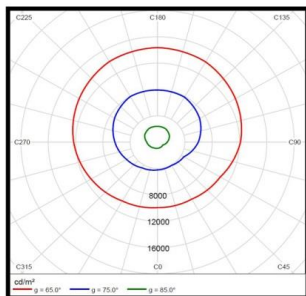 C225 C180 C135
C270 C90
8000
12000
16000
C315 C0 C45
cd/m²
g = 65.0° g = 75.0° g = 85.0°